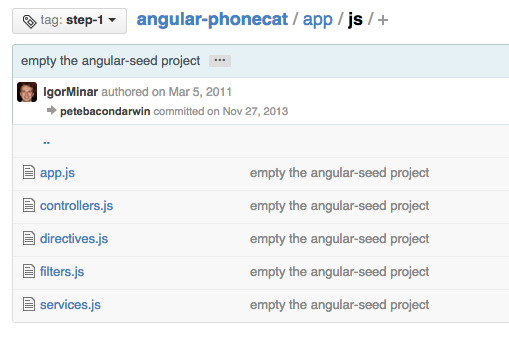 tag: step-1 angular-phonecat / app / js / +
empty the angular-seed project ...
IgorMinar authored on Mar 5, 2011
petebacondarwin committed on Nov 27, 2013
..
app.js empty the angular-seed project
controllers.js empty the angular-seed project
directives.js empty the angular-seed project
filters.js empty the angular-seed project
services.js empty the angular-seed project